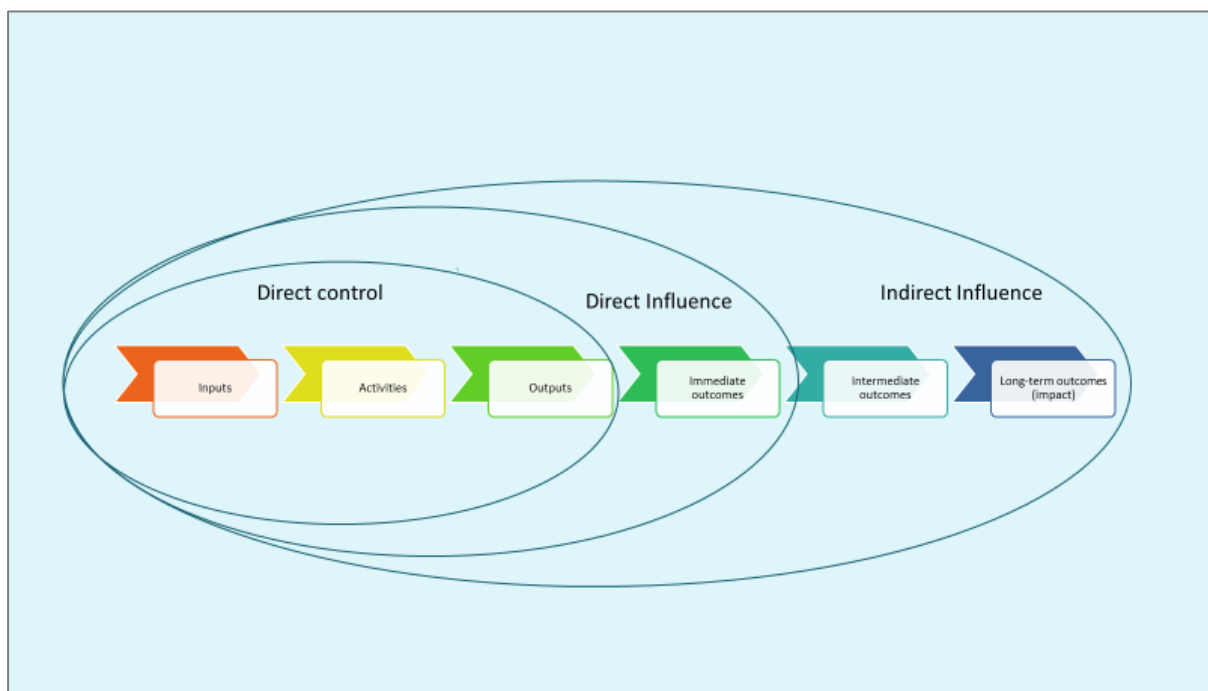 Direct control
Direct Influence
Indirect Influence
Inputs
Activities
Outputs
Immediate
outcomes
Intermediate
outcomes
Long-term outcomes
(impact)